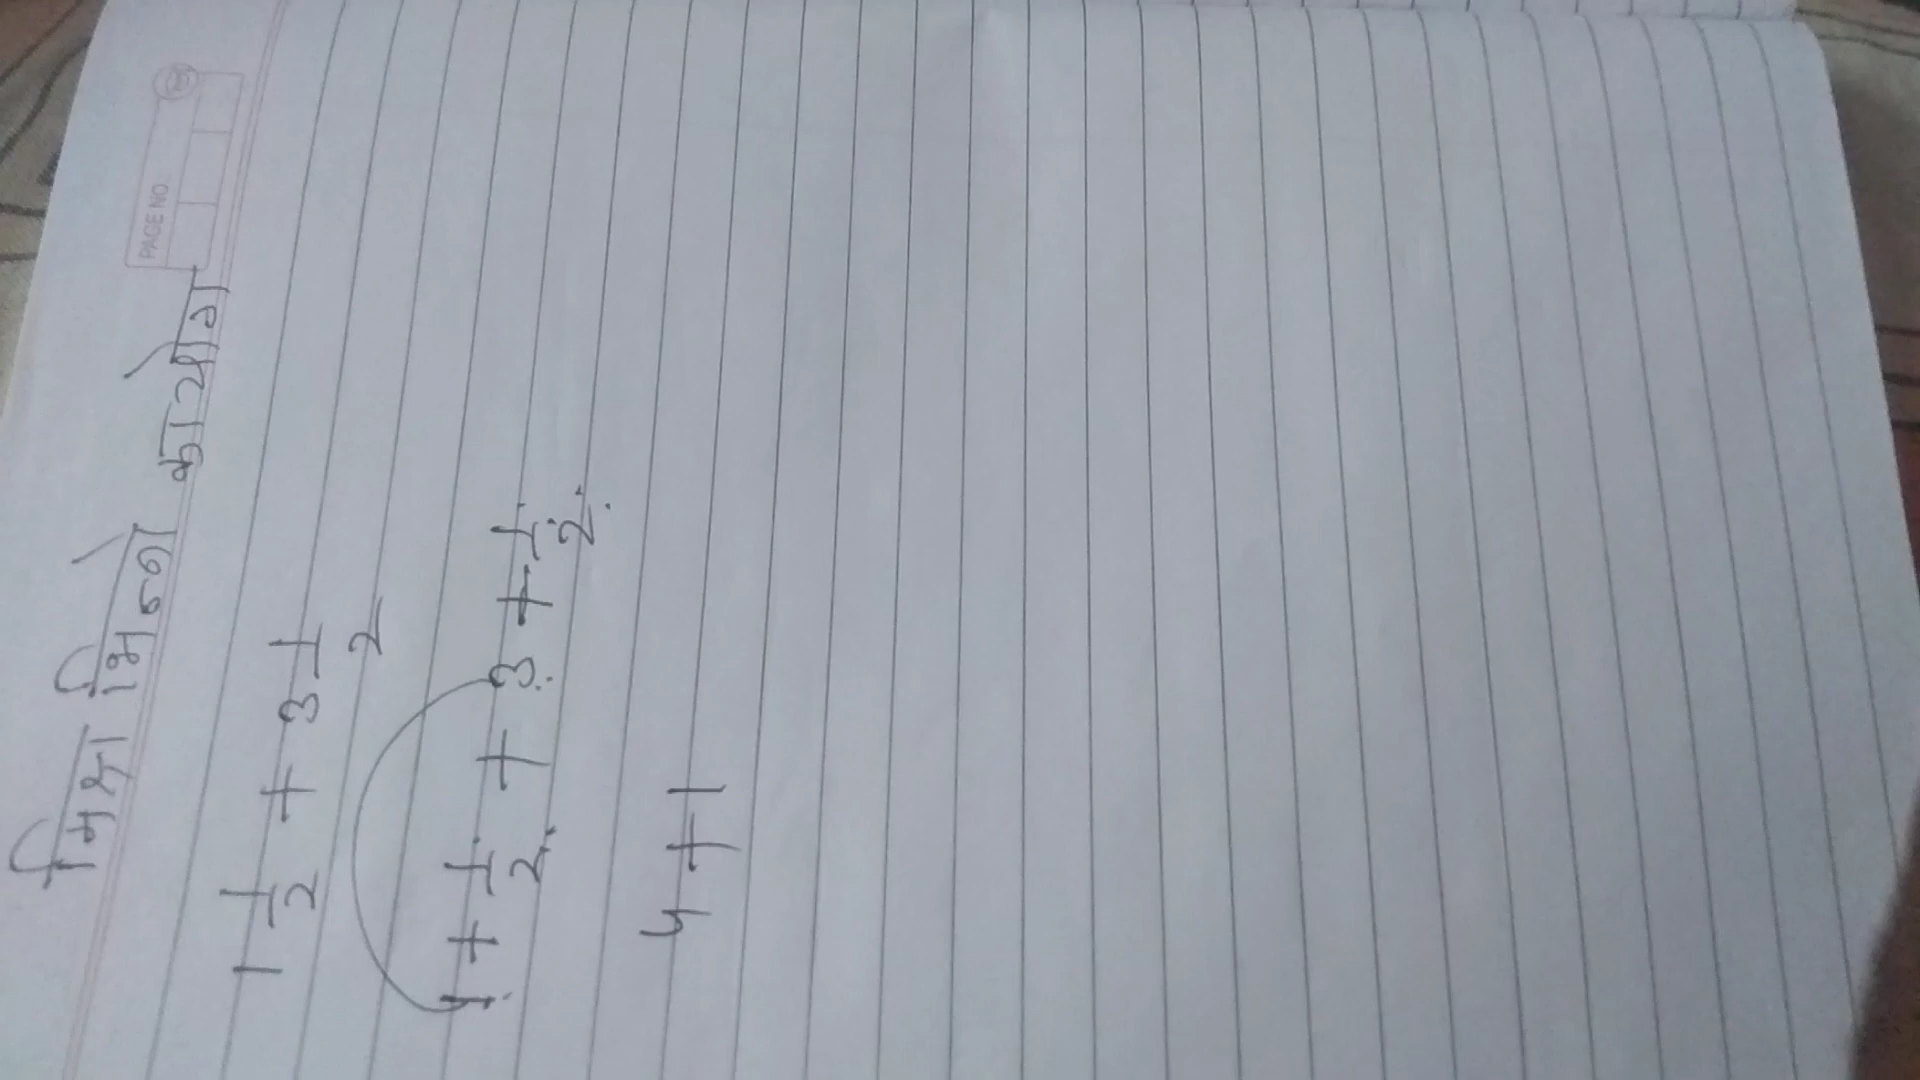 PAGE NO.
मिश्रा भिन्नो का योग
1 1/2 + 3 1/2
1 + 1/2 + 3 + 1/2
4 + 1